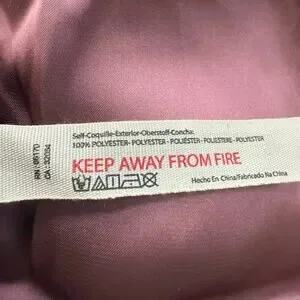 Self-Coquille-Exterior-Oberstoff-Concha:
100% POLYESTER- POLYESTER - POLIÉSTER- POLIESTERE - POLYESTER
KEEP AWAY FROM FIRE
Hecho En China/Fabricado Na China